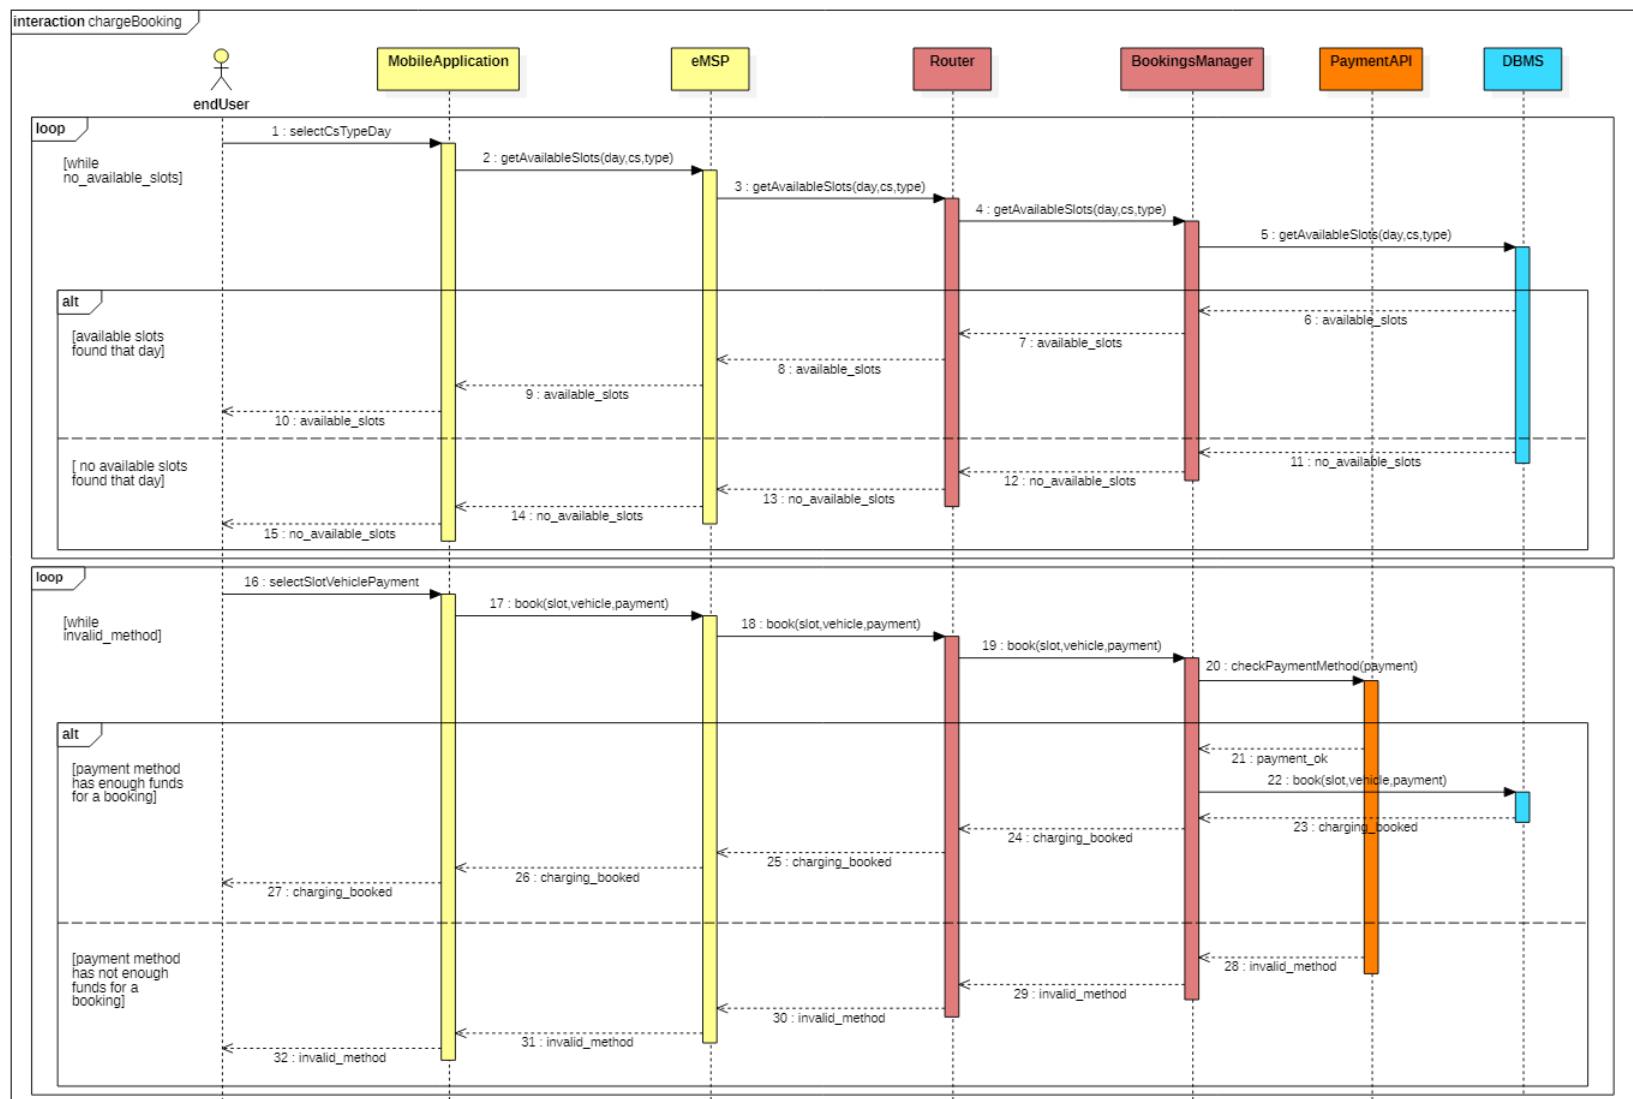 interaction chargeBooking
endUser
MobileApplication
eMSP
Router
BookingsManager
PaymentAPI
DBMS
loop
[while
no_available_slots]
1 : selectCsTypeDay
2 : getAvailableSlots(day,cs,type)
3 : getAvailableSlots(day,cs,type)
4 : getAvailableSlots(day,cs,type)
5 : getAvailableSlots(day,cs,type)
alt
[available slots
found that day]
6 : available_slots
7 : available_slots
8 : available_slots
9 : available_slots
10 : available_slots
[ no available slots
found that day]
11 : no_available_slots
12 : no_available_slots
13 : no_available_slots
14 : no_available_slots
15 : no_available_slots
loop
[while
invalid_method]
16 : selectSlotVehiclePayment
17 : book(slot,vehicle,payment)
18 : book(slot,vehicle,payment)
19 : book(slot,vehicle,payment)
20 : checkPaymentMethod(payment)
alt
[payment method
has enough funds
for a booking]
21 : payment_ok
22 : book(slot,vehicle,payment)
23 : charging_booked
24 : charging_booked
25 : charging_booked
26 : charging_booked
27 : charging_booked
[payment method
has not enough
funds for a
booking]
28 : invalid_method
29 : invalid_method
30 : invalid_method
31 : invalid_method
32 : invalid_method